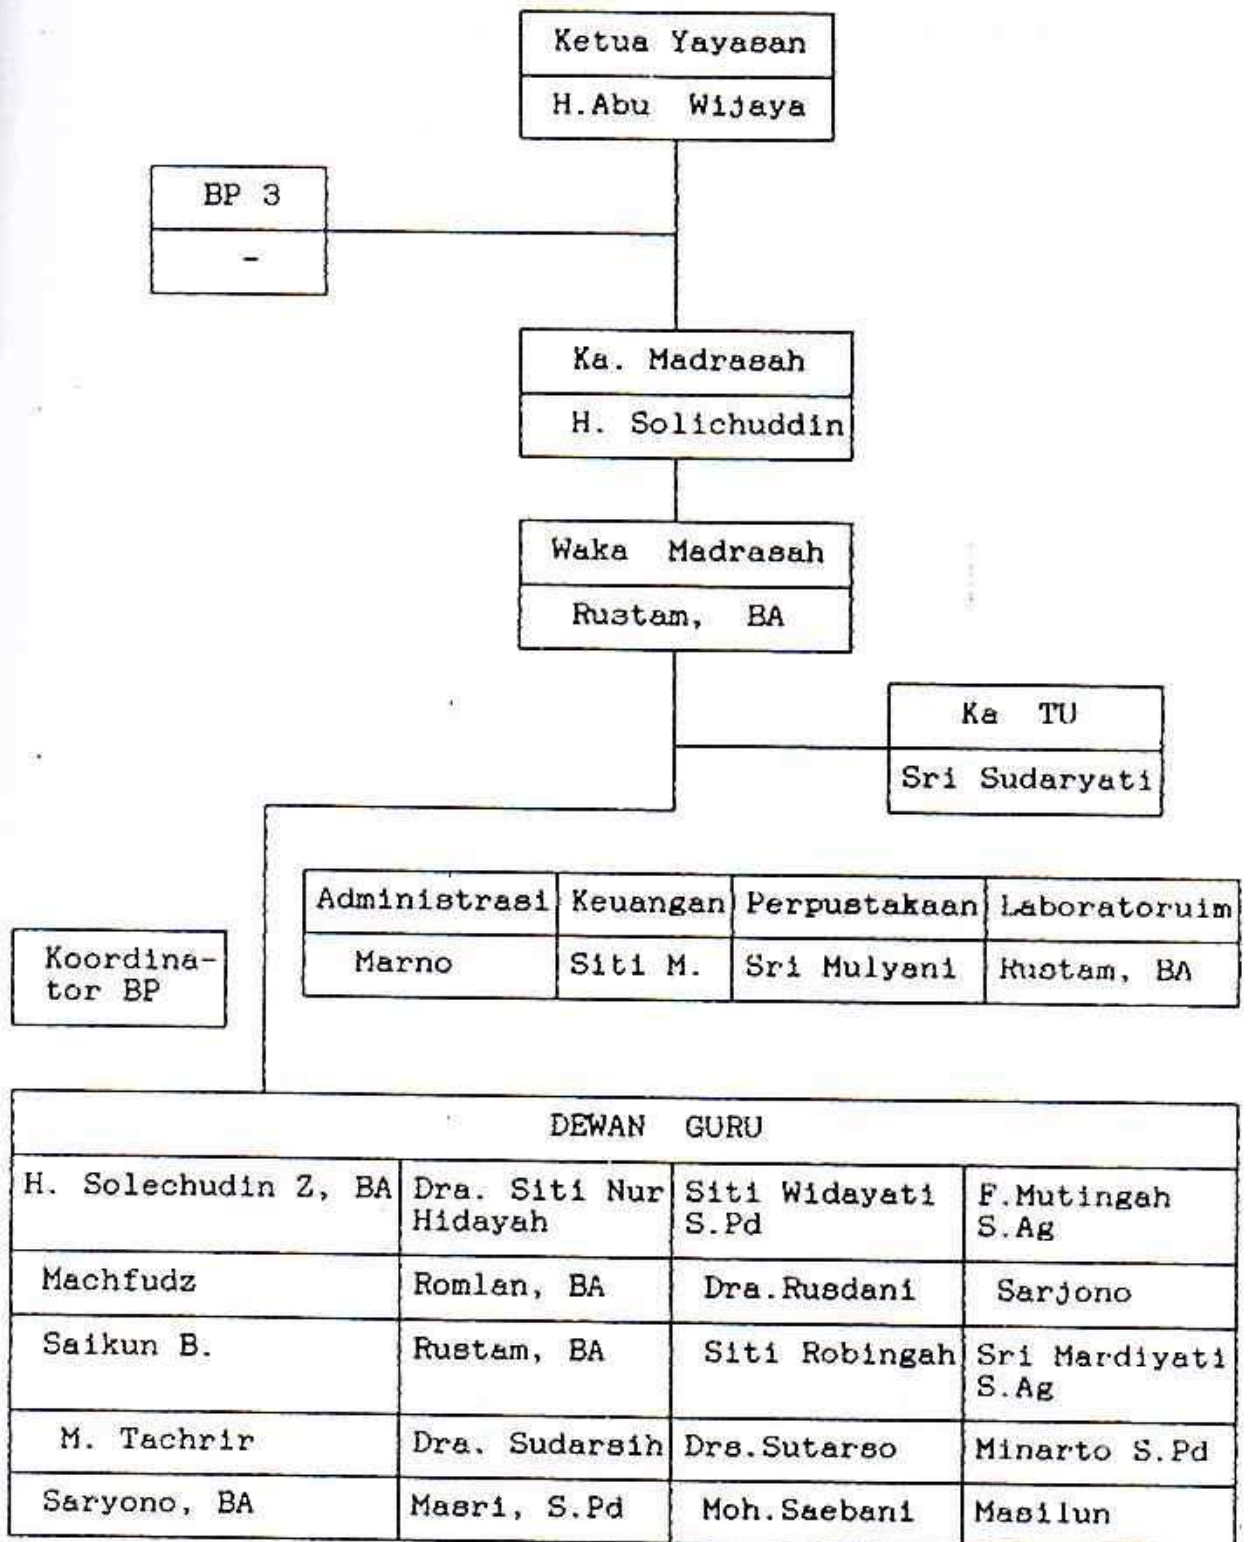 Ketua Yayasan
H.Abu Wijaya
BP 3
-
Ka. Madrasah
H. Solichuddin
Waka Madrasah
Rustam, BA
Ka TU
Sri Sudaryati
Administrasi Keuangan Perpustakaan Laboratoruim
Marno Siti M. Sri Mulyani Rustam, BA
Koordina-
tor BP
DEWAN GURU
H. Solechudin Z, BA Dra. Siti Nur Siti Widayati F.Mutingah
Hidayah S.Pd S.Ag
Machfudz Romlan, BA Dra.Rusdani Sarjono
Saikun B. Rustam, BA Siti Robingah Sri Mardiyati
S.Ag
M. Tachrir Dra. Sudarsih Drs.Sutarso Minarto S.Pd
Saryono, BA Masri, S.Pd Moh.Saebani Masilun